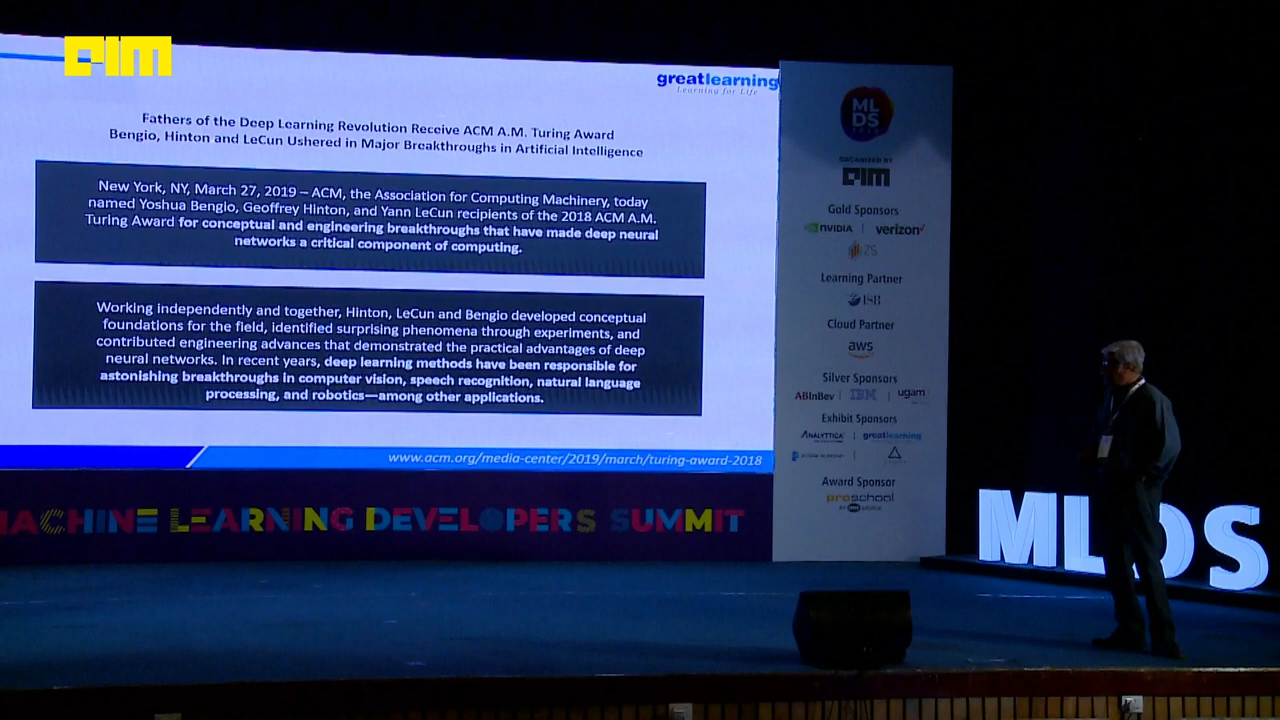 AIM
greatlearning
Learning for Life
Fathers of the Deep Learning Revolution Receive ACM A.M. Turing Award
Bengio, Hinton and LeCun Ushered in Major Breakthroughs in Artificial Intelligence
New York, NY, March 27, 2019 – ACM, the Association for Computing Machinery, today
named Yoshua Bengio, Geoffrey Hinton, and Yann LeCun recipients of the 2018 ACM A.M.
Turing Award for conceptual and engineering breakthroughs that have made deep neural
networks a critical component of computing.
Working independently and together, Hinton, LeCun and Bengio developed conceptual
foundations for the field, identified surprising phenomena through experiments, and
contributed engineering advances that demonstrated the practical advantages of deep
neural networks. In recent years, deep learning methods have been responsible for
astonishing breakthroughs in computer vision, speech recognition, natural language
processing, and robotics—among other applications.
www.acm.org/media-center/2019/march/turing-award-2018
MACHINE LEARNING DEVELOPERS SUMMIT
ML
DS
ORGANIZED BY
AIM
Gold Sponsors
NVIDIA | verizon✓
ZS
Learning Partner
ISB
Cloud Partner
aws
Silver Sponsors
ABInBev | IBM | ugam
Exhibit Sponsors
ANALYTTICA | greatlearning
Award Sponsor
proschool
MLDS